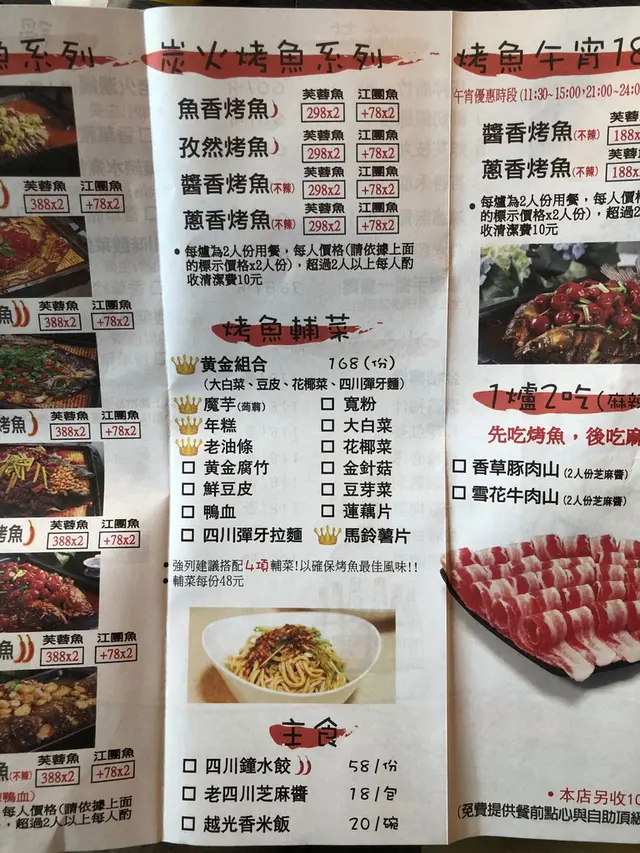 魚系列
芙蓉魚 江團魚
388x2 +78x2
芙蓉魚 江團魚
388x2 +78x2
烤魚 芙蓉魚 江團魚
388x2 +78x2
烤魚 芙蓉魚 江團魚
388x2 +78x2
魚 芙蓉魚 江團魚
388x2 +78x2
魚(不辣) 芙蓉魚 江團魚
388x2 +78x2
鴨血)
每人價格(請依據上面
,超過2人以上每人
炭火烤魚系列
芙蓉魚 江團魚
魚香烤魚 298x2 +78x2
芙蓉魚 江團魚
孜然烤魚 298x2 +78x2
芙蓉魚 江團魚
醬香烤魚(不辣) 298x2 +78x2
芙蓉魚 江團魚
蔥香烤魚(不辣) 298x2 +78x2
• 每爐為2人份用餐,每人價格(請依據上面
的標示價格x2人份),超過2人以上每人酌
收清潔費10元
烤魚輔菜
黃金組合 168(份)
(大白菜、豆皮、花椰菜、四川彈牙麵)
魔芋(蒟蒻) □ 寬粉
年糕 □ 大白菜
老油條 □ 花椰菜
□ 黃金腐竹 □ 金針菇
□ 鮮豆皮 □ 豆芽菜
□ 鴨血 □ 蓮藕片
□ 四川彈牙拉麵 馬鈴薯片
• 強列建議搭配4項輔菜!以確保烤魚最佳風味!!
• 輔菜每份48元
主食
□ 四川鐘水餃 58/份
□ 老四川芝麻醬 18/包
□ 越光香米飯 20/碗
烤魚午宵18
午宵優惠時段(11:30~15:00,21:00~24:0
芙蓉
醬香烤魚(不辣) 188x
芙蓉
蔥香烤魚(不辣) 188x
• 每爐為2人份用餐,每人價
的標示價格x2人份),超過2
收清潔費10元
1爐2吃(麻辣
先吃烤魚,後吃麻
□ 香草豚肉山(2人份芝麻醬)
□ 雪花牛肉山(2人份芝麻醬)
• 本店另收10
(免費提供餐前點心與自助頂級